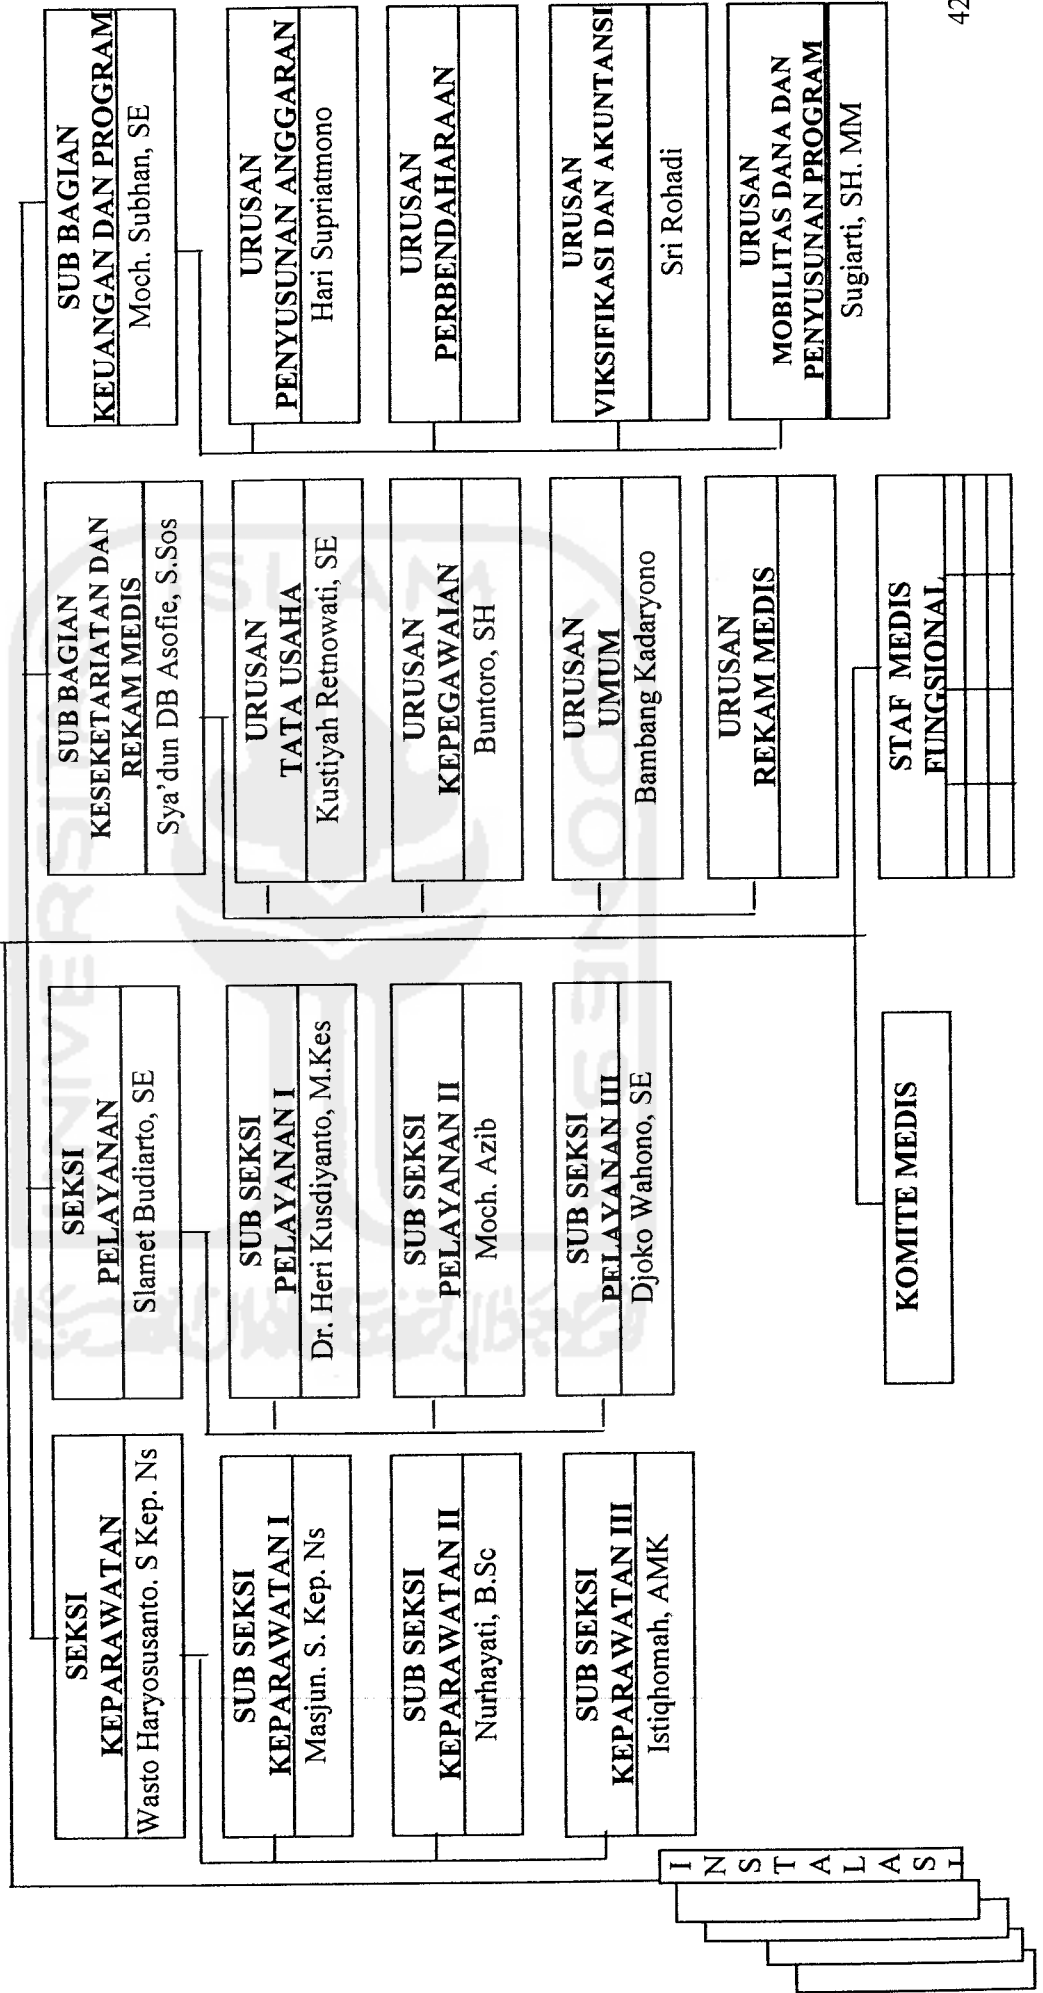 SEKSI
KEPARAWATAN
Wasto Haryosusanto. S Kep. Ns
SUB SEKSI
KEPARAWATAN I
Masjun. S. Kep. Ns
SUB SEKSI
KEPARAWATAN II
Nurhayati, B.Sc
SUB SEKSI
KEPARAWATAN III
Istiqhomah, AMK
SEKSI
PELAYANAN
Slamet Budiarto, SE
SUB SEKSI
PELAYANAN I
Dr. Heri Kusdiyanto, M.Kes
SUB SEKSI
PELAYANAN II
Moch. Azib
SUB SEKSI
PELAYANAN III
Djoko Wahono, SE
SUB BAGIAN
KESEKETARIATAN DAN
REKAM MEDIS
Sya'dun DB Asofie, S.Sos
URUSAN
TATA USAHA
Kustiyah Retnowati, SE
URUSAN
KEPEGAWAIAN
Buntoro, SH
URUSAN
UMUM
Bambang Kadaryono
URUSAN
REKAM MEDIS
SUB BAGIAN
KEUANGAN DAN PROGRAM
Moch. Subhan, SE
URUSAN
PENYUSUNAN ANGGARAN
Hari Supriatmono
URUSAN
PERBENDAHARAAN
URUSAN
VIKSIFIKASI DAN AKUNTANSI
Sri Rohadi
URUSAN
MOBILITAS DANA DAN
PENYUSUNAN PROGRAM
Sugiarti, SH. MM
INSTALASI
KOMITE MEDIS
STAF MEDIS
FUNGSIONAL
42
UNIVERSITAS
ISLAM
INDONESIA